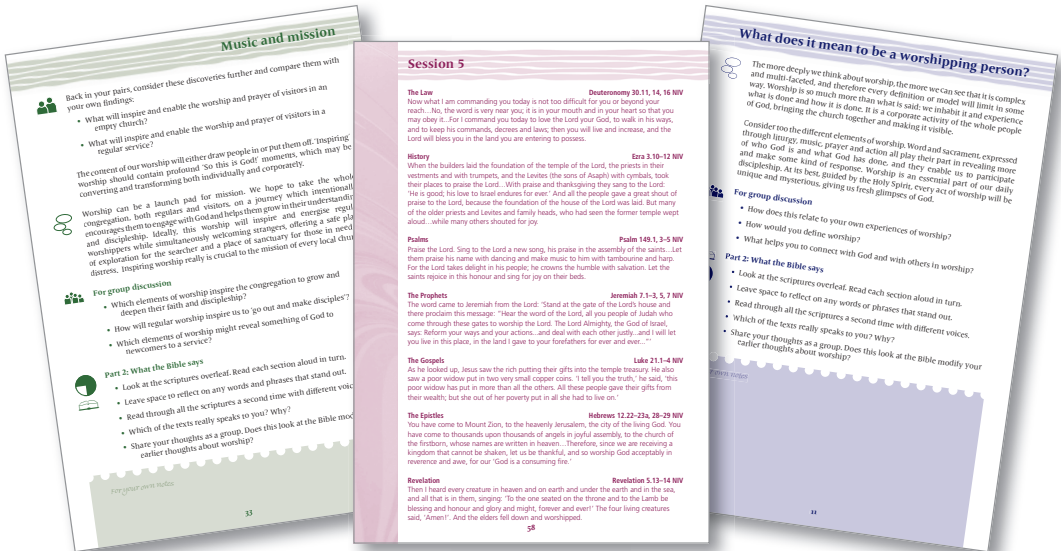 Music and mission
Back in your pairs, consider these discoveries further and compare them with
your own findings:
• What will inspire and enable the worship and prayer of visitors in an
empty church?
• What will inspire and enable the worship and prayer of visitors in a
regular service?
The content of our worship will either draw people in or put them off. 'Inspiring'
worship should contain profound 'So this is God!' moments, which may be
converting and transforming both individually and corporately.
Worship can be a launch pad for mission. We hope to take the whole
congregation, both regulars and visitors, on a journey which intentionally
encourages them to engage with God and helps them grow in their understanding
and discipleship. Ideally, this worship will inspire and energise regular
worshippers while simultaneously welcoming strangers, offering a safe
of exploration for the searcher and a place of sanctuary for those in need
distress. Inspiring worship really is crucial to the mission of every local
For group discussion
• Which elements of worship inspire the congregation to grow and
deepen their faith and discipleship?
• How will regular worship inspire us to 'go out and make disciples'?
• Which elements of worship might reveal something of God to
newcomers to a service?
Part 2: What the Bible says
• Look at the scriptures overleaf. Read each section aloud in turn.
• Leave space to reflect on any words and phrases that stand out.
• Read through all the scriptures a second time with different
• Which of the texts really speaks to you? Why?
• Share your thoughts as a group. Does this look at the Bible
earlier thoughts about worship?
For your own notes
33
Session 5
The Law Deuteronomy 30.11, 14, 16 NIV
Now what I am commanding you today is not too difficult for you or beyond your
reach…No, the word is very near you; it is in your mouth and in your heart so that you
may obey it…For I command you today to love the Lord your God, to walk in his ways,
and to keep his commands, decrees and laws; then you will live and increase, and the
Lord will bless you in the land you are entering to possess.
History Ezra 3.10–12 NIV
When the builders laid the foundation of the temple of the Lord, the priests in their
vestments and with trumpets, and the Levites (the sons of Asaph) with cymbals, took
their places to praise the Lord…With praise and thanksgiving they sang to the Lord:
'He is good; his love to Israel endures for ever.' And all the people gave a great shout of
praise to the Lord, because the foundation of the house of the Lord was laid. But many
of the older priests and Levites and family heads, who had seen the former temple wept
aloud…while many others shouted for joy.
Psalms Psalm 149.1, 3–5 NIV
Praise the Lord. Sing to the Lord a new song, his praise in the assembly of the saints…Let
them praise his name with dancing and make music to him with tambourine and harp.
For the Lord takes delight in his people; he crowns the humble with salvation. Let the
saints rejoice in this honour and sing for joy on their beds.
The Prophets Jeremiah 7.1–3, 5, 7 NIV
The word came to Jeremiah from the Lord: 'Stand at the gate of the Lord's house and
there proclaim this message: "Hear the word of the Lord, all you people of Judah who
come through these gates to worship the Lord. The Lord Almighty, the God of Israel,
says: Reform your ways and your actions…and deal with each other justly…and I will let
you live in this place, in the land I gave to your forefathers for ever and ever…"'
The Gospels Luke 21.1–4 NIV
As he looked up, Jesus saw the rich putting their gifts into the temple treasury. He also
saw a poor widow put in two very small copper coins. 'I tell you the truth,' he said, 'this
poor widow has put in more than all the others. All these people gave their gifts from
their wealth; but she out of her poverty put in all she had to live on.'
The Epistles Hebrews 12.22–23a, 28–29 NIV
You have come to Mount Zion, to the heavenly Jerusalem, the city of the living God. You
have come to thousands upon thousands of angels in joyful assembly, to the church of
the firstborn, whose names are written in heaven…Therefore, since we are receiving a
kingdom that cannot be shaken, let us be thankful, and so worship God acceptably in
reverence and awe, for our 'God is a consuming fire.'
Revelation Revelation 5.13–14 NIV
Then I heard every creature in heaven and on earth and under the earth and in the sea,
and all that is in them, singing: 'To the one seated on the throne and to the Lamb be
blessing and honour and glory and might, forever and ever!' The four living creatures
said, 'Amen!'. And the elders fell down and worshipped.
58
What does it mean to be a worshipping person?
The more deeply we think about worship, the more we can see that it is complex
and multi-faceted, and therefore every definition or model will limit in some
way. Worship is so much more than what is said: we inhabit it and experience
what is done and how it is done. It is a corporate activity of the whole people
of God, bringing the church together and making it visible.
Consider too the different elements of worship. Word and sacrament, expressed
through liturgy, music, prayer and action all play their part in revealing more
of who God is and what God has done, and they enable us to participate
and make some kind of response. Worship is an essential part of our daily
discipleship. At its best, guided by the Holy Spirit, every act of worship will be
unique and mysterious, giving us fresh glimpses of God.
For group discussion
• How does this relate to your own experiences of worship?
• How would you define worship?
• What helps you to connect with God and with others in worship?
Part 2: What the Bible says
• Look at the scriptures overleaf. Read each section aloud in turn.
• Leave space to reflect on any words or phrases that stand out.
• Read through all the scriptures a second time with different voices.
• Which of the texts really speaks to you? Why?
• Share your thoughts as a group. Does this look at the Bible modify your
earlier thoughts about worship?
own notes
11